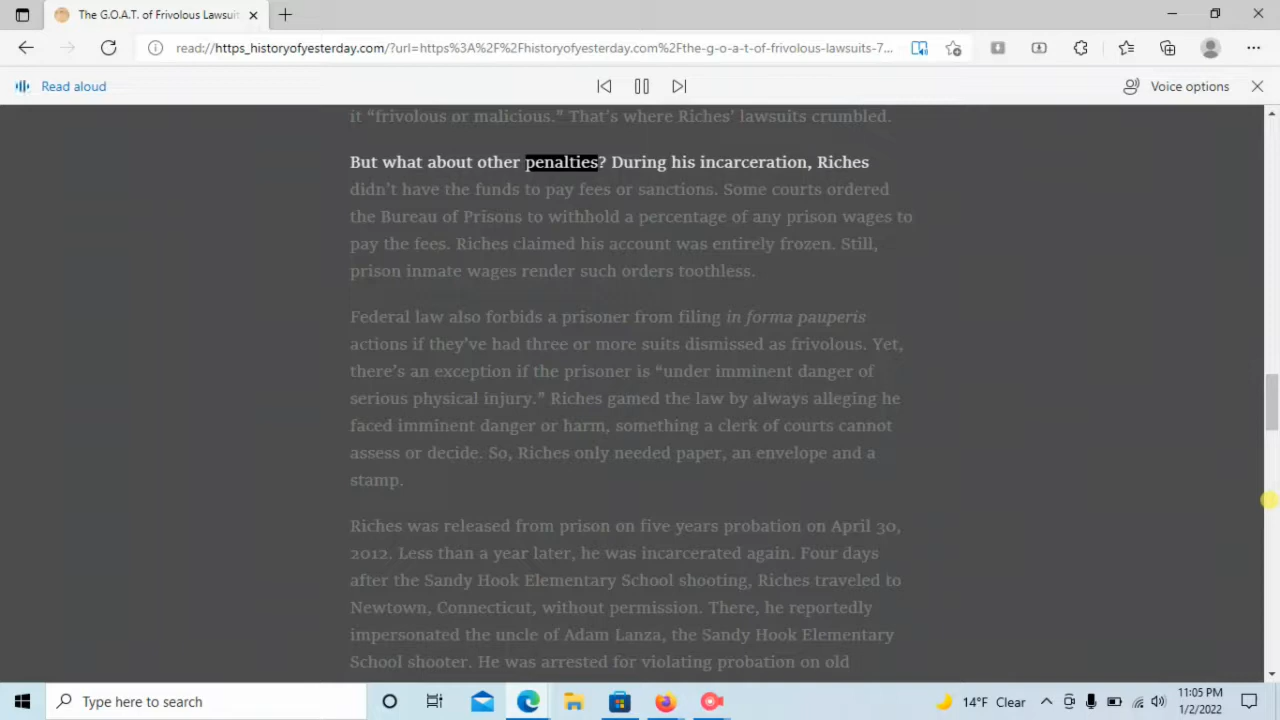 The G.O.A.T. of Frivolous Lawsuit
read://https_historyofyesterday.com/?url=https%3A%2F%2Fhistoryofyesterday.com%2Fthe-g-o-a-t-of-frivolous-lawsuits-7...
Read aloud
Voice options
it “frivolous or malicious.” That’s where Riches’ lawsuits crumbled.
But what about other penalties? During his incarceration, Riches
didn’t have the funds to pay fees or sanctions. Some courts ordered
the Bureau of Prisons to withhold a percentage of any prison wages to
pay the fees. Riches claimed his account was entirely frozen. Still,
prison inmate wages render such orders toothless.
Federal law also forbids a prisoner from filing in forma pauperis
actions if they’ve had three or more suits dismissed as frivolous. Yet,
there’s an exception if the prisoner is “under imminent danger of
serious physical injury.” Riches gamed the law by always alleging he
faced imminent danger or harm, something a clerk of courts cannot
assess or decide. So, Riches only needed paper, an envelope and a
stamp.
Riches was released from prison on five years probation on April 30,
2012. Less than a year later, he was incarcerated again. Four days
after the Sandy Hook Elementary School shooting, Riches traveled to
Newtown, Connecticut, without permission. There, he reportedly
impersonated the uncle of Adam Lanza, the Sandy Hook Elementary
School shooter. He was arrested for violating probation on old
Type here to search
14°F Clear
11:05 PM
1/2/2022